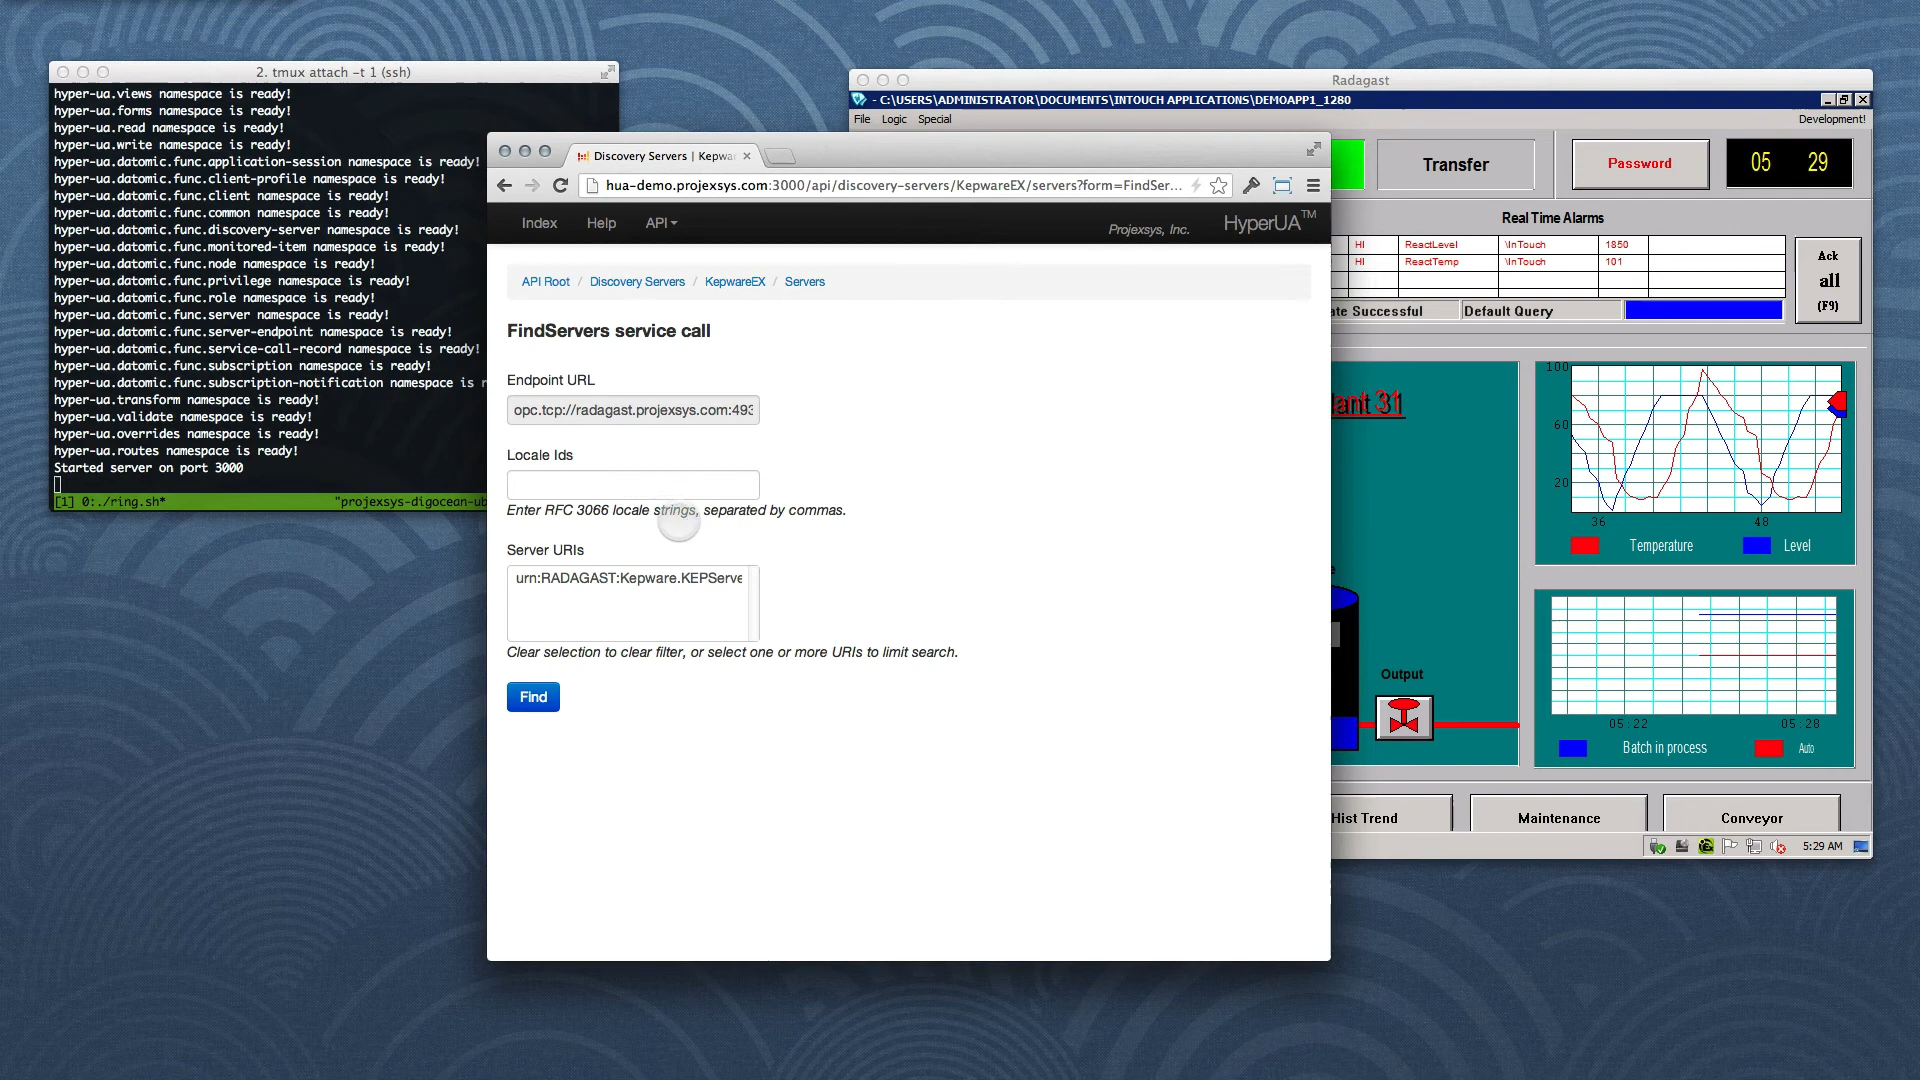 2. tmux attach -t 1 (ssh)
hyper-ua.views namespace is ready!
hyper-ua.forms namespace is ready!
hyper-ua.read namespace is ready!
hyper-ua.write namespace is ready!
hyper-ua.datomic.func.application-session namespace is ready!
hyper-ua.datomic.func.client-profile namespace is ready!
hyper-ua.datomic.func.client namespace is ready!
hyper-ua.datomic.func.common namespace is ready!
hyper-ua.datomic.func.discovery-server namespace is ready!
hyper-ua.datomic.func.monitored-item namespace is ready!
hyper-ua.datomic.func.node namespace is ready!
hyper-ua.datomic.func.privilege namespace is ready!
hyper-ua.datomic.func.role namespace is ready!
hyper-ua.datomic.func.server namespace is ready!
hyper-ua.datomic.func.server-endpoint namespace is ready!
hyper-ua.datomic.func.service-call-record namespace is ready!
hyper-ua.datomic.func.subscription namespace is ready!
hyper-ua.datomic.func.subscription-notification namespace is r
hyper-ua.transform namespace is ready!
hyper-ua.validate namespace is ready!
hyper-ua.overrides namespace is ready!
hyper-ua.routes namespace is ready!
Started server on port 3000
[1] 0:./ring.sh* "projexsys-digocean-ub
Discovery Servers | Kepwar
hua-demo.projexsys.com:3000/api/discovery-servers/KepwareEX/servers?form=FindSer...
Index Help API Projexsys, Inc. HyperUA™
API Root / Discovery Servers / KepwareEX / Servers
FindServers service call
Endpoint URL
opc.tcp://radagast.projexsys.com:493
Locale Ids
Enter RFC 3066 locale strings, separated by commas.
Server URIs
urn:RADAGAST:Kepware.KEPServe
Clear selection to clear filter, or select one or more URIs to limit search.
Find
Radagast
- C:\USERS\ADMINISTRATOR\DOCUMENTS\INTOUCH APPLICATIONS\DEMOAPP1_1280
File Logic Special Development!
Transfer Password 05 29
Real Time Alarms
HI ReactLevel \InTouch 1850
HI ReactTemp \InTouch 101
Ack
all
(F9)
ate Successful Default Query
lant 31
100
60
20
36 48
Temperature Level
Output
05:22 05:28
Batch in process Auto
Hist Trend Maintenance Conveyor
5:29 AM